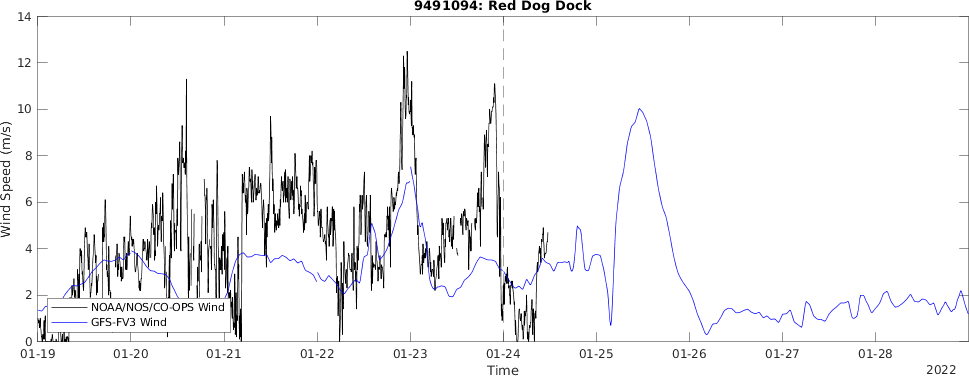 9491094: Red Dog Dock
14
12
10
8
6
4
2
0
Wind Speed (m/s)
NOAA/NOS/CO-OPS Wind
GFS-FV3 Wind
01-19 01-20 01-21 01-22 01-23 01-24 01-25 01-26 01-27 01-28
Time
2022